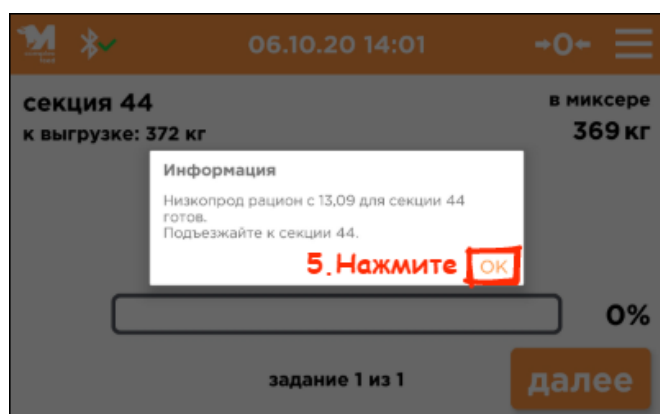 06.10.20 14:01
→0←
секция 44
в миксере
к выгрузке: 372 кг
369 кг
Информация
Низкопрод рацион с 13,09 для секции 44
готов.
Подъезжайте к секции 44.
5.Нажмите OK
0%
задание 1 из 1
далее